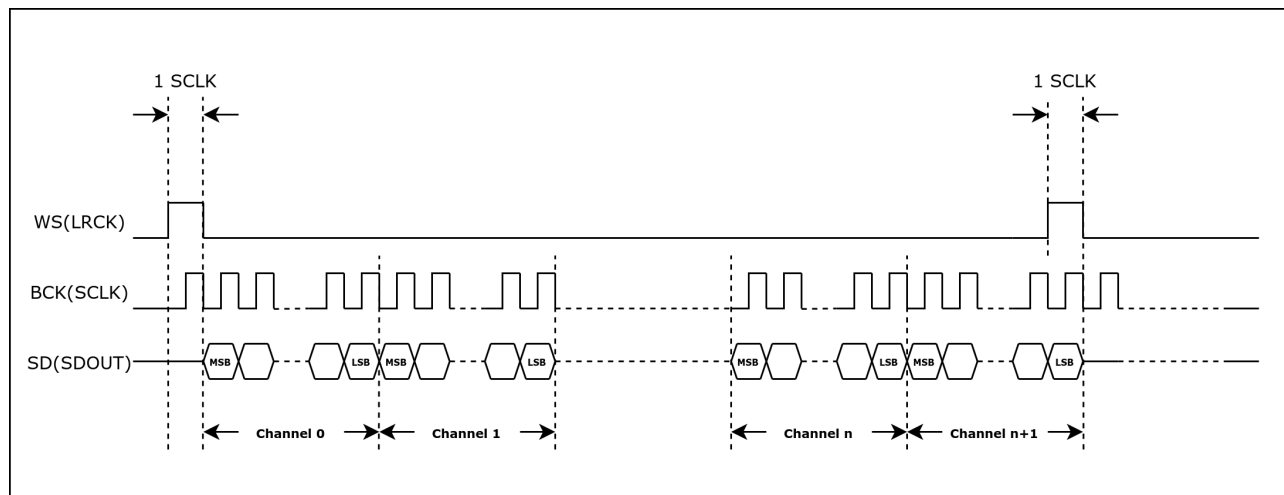 1 SCLK
1 SCLK
WS(LRCK)
BCK(SCLK)
SD(SDOUT)
MSB
LSB
MSB
LSB
MSB
LSB
MSB
LSB
Channel 0
Channel 1
Channel n
Channel n+1